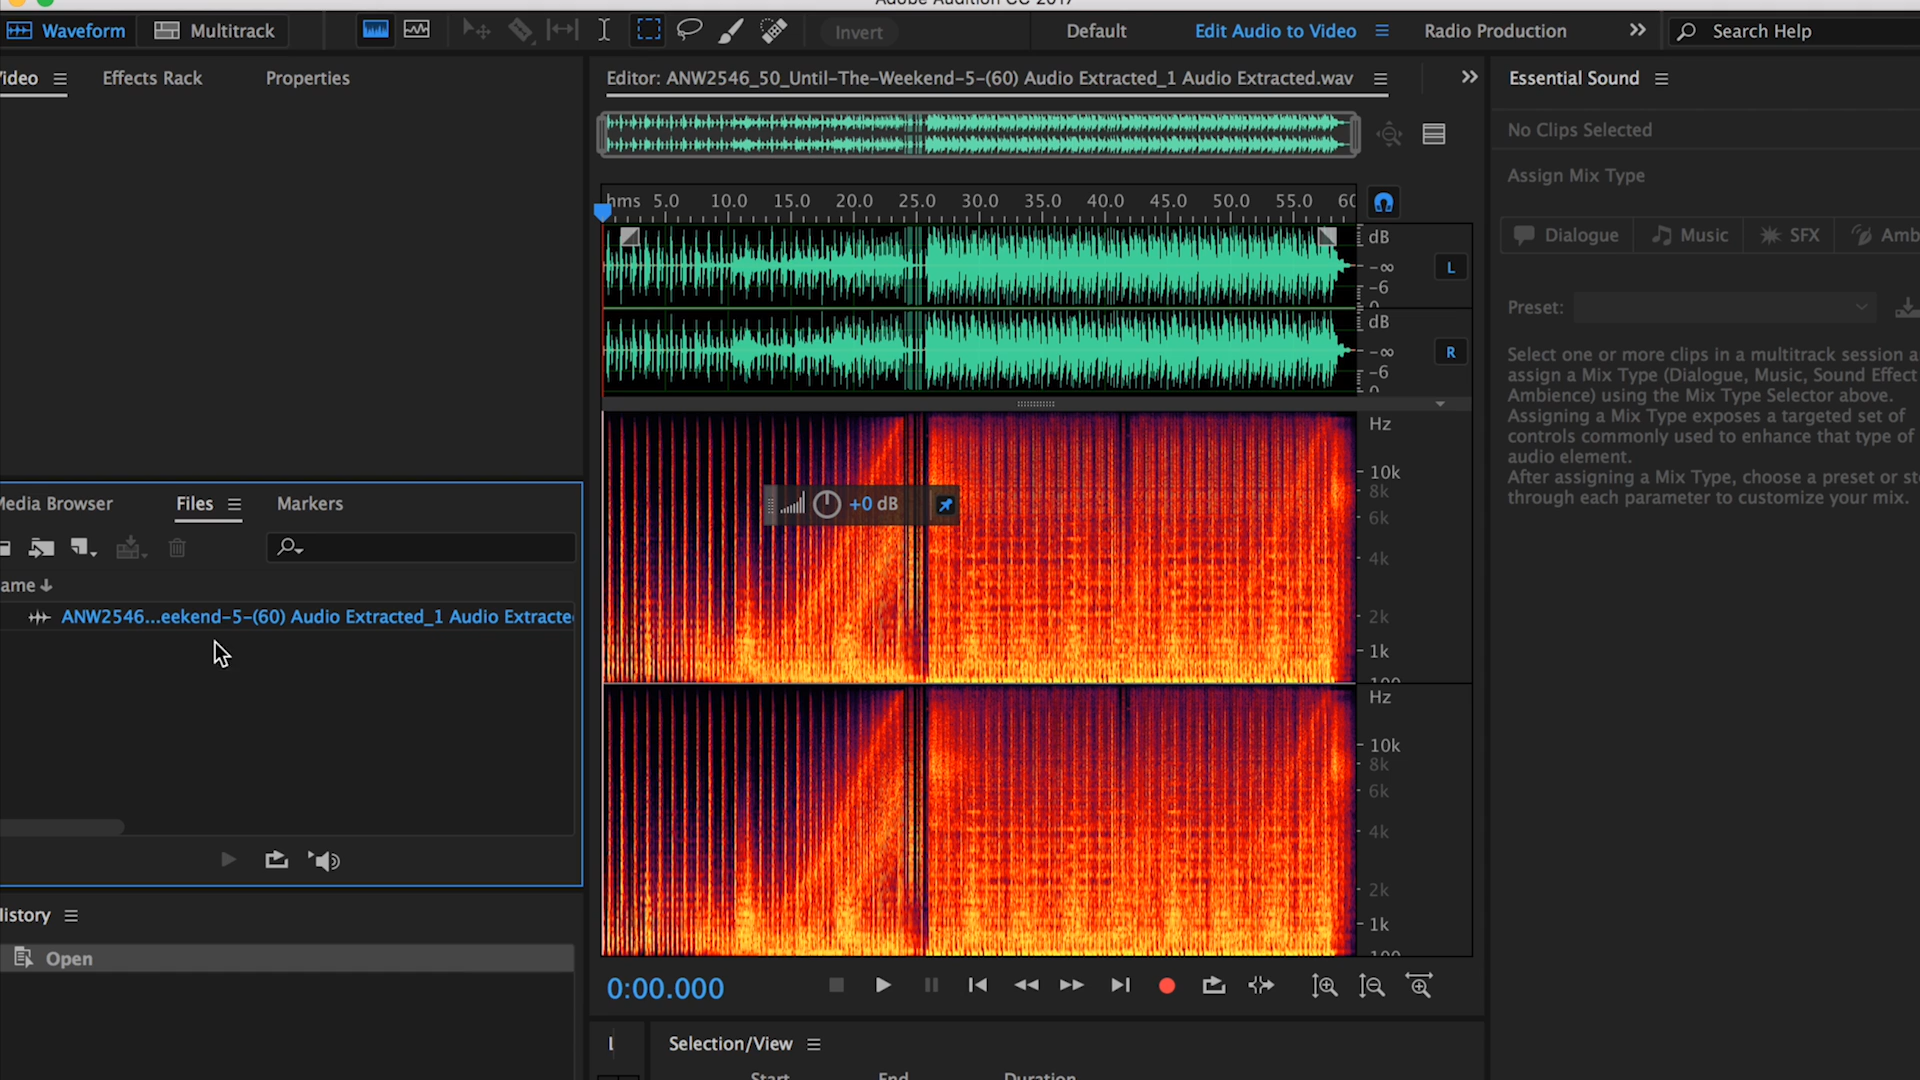 Adobe Audition CC 2017
Waveform Multitrack Invert Default Edit Audio to Video Radio Production Search Help
ideo Effects Rack Properties
Editor: ANW2546_50_Until-The-Weekend-5-(60) Audio Extracted_1 Audio Extracted.wav
Essential Sound
No Clips Selected
Assign Mix Type
hms 5.0 10.0 15.0 20.0 25.0 30.0 35.0 40.0 45.0 50.0 55.0 60
Dialogue Music SFX Amb
dB
-∞
-6
0
L
dB
-∞
-6
0
R
Preset:
Select one or more clips in a multitrack session a
assign a Mix Type (Dialogue, Music, Sound Effect
Ambience) using the Mix Type Selector above.
Assigning a Mix Type exposes a targeted set of
controls commonly used to enhance that type of
audio element.
After assigning a Mix Type, choose a preset or st
through each parameter to customize your mix.
Hz
10k
8k
6k
4k
2k
1k
100
+0 dB
Hz
10k
8k
6k
4k
2k
1k
100
Media Browser Files Markers
ame
ANW2546...eekend-5-(60) Audio Extracted_1 Audio Extracte
History
Open
0:00.000
Selection/View
Start End Duration